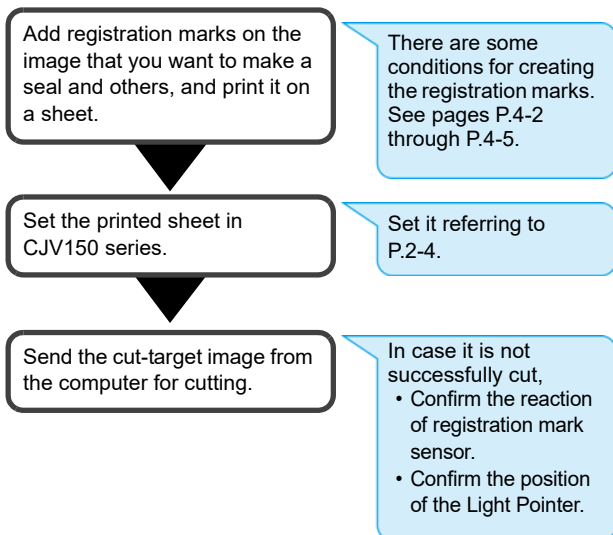 Add registration marks on the
image that you want to make a
seal and others, and print it on
a sheet.
There are some
conditions for creating
the registration marks.
See pages P.4-2
through P.4-5.
Set the printed sheet in
CJV150 series.
Set it referring to
P.2-4.
Send the cut-target image from
the computer for cutting.
In case it is not
successfully cut,
• Confirm the reaction
of registration mark
sensor.
• Confirm the position
of the Light Pointer.